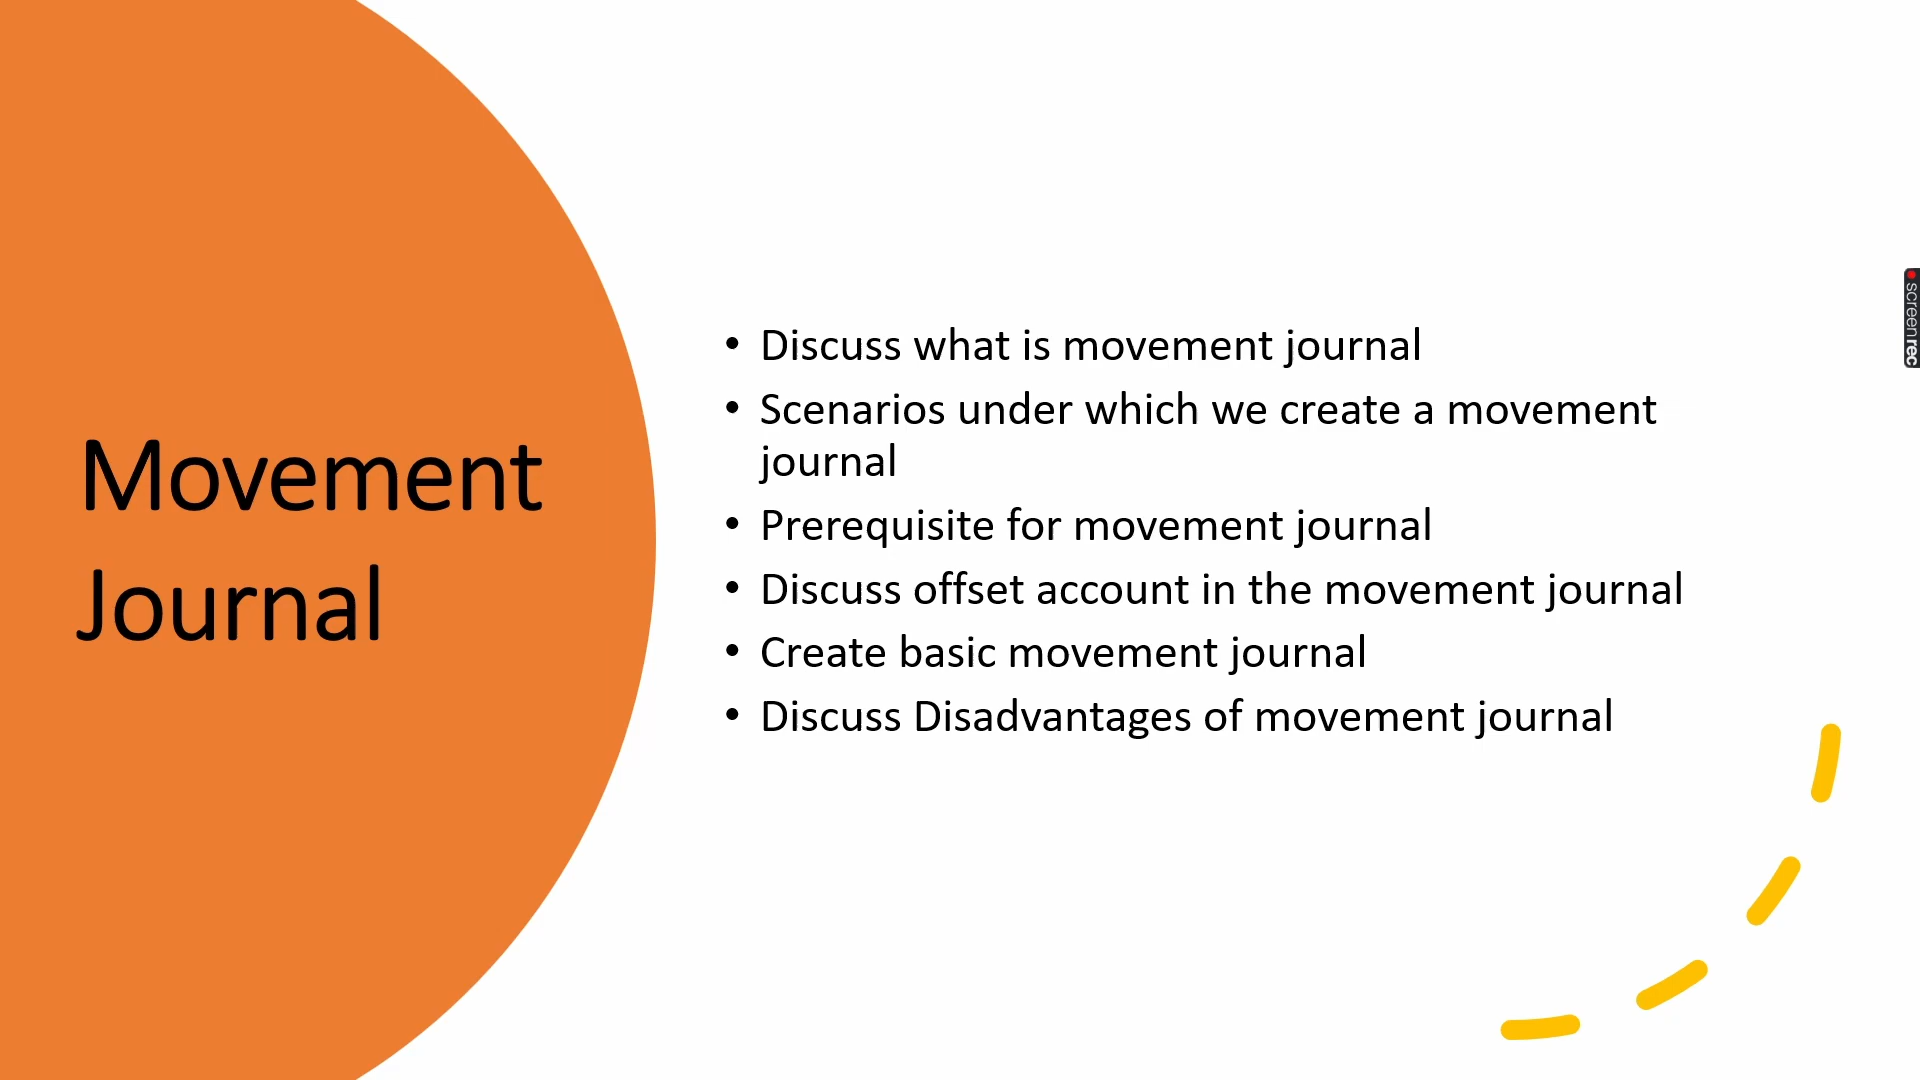 Movement
Journal
• Discuss what is movement journal
• Scenarios under which we create a movement
journal
• Prerequisite for movement journal
• Discuss offset account in the movement journal
• Create basic movement journal
• Discuss Disadvantages of movement journal
screenrec